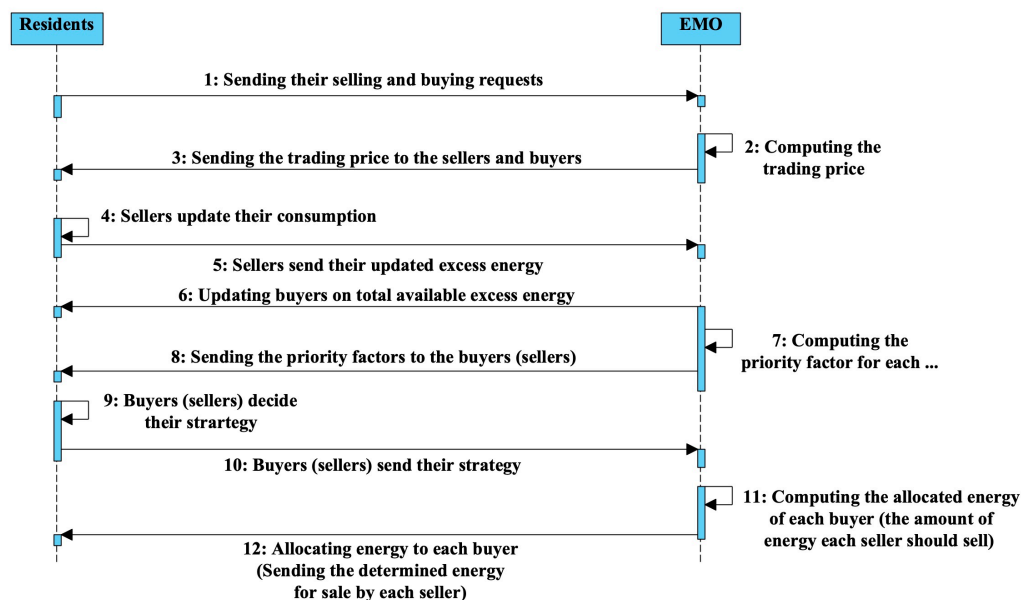 Residents
EMO
1: Sending their selling and buying requests
2: Computing the
trading price
3: Sending the trading price to the sellers and buyers
4: Sellers update their consumption
5: Sellers send their updated excess energy
6: Updating buyers on total available excess energy
7: Computing the
priority factor for each ...
8: Sending the priority factors to the buyers (sellers)
9: Buyers (sellers) decide
their strartegy
10: Buyers (sellers) send their strategy
11: Computing the allocated energy
of each buyer (the amount of
energy each seller should sell)
12: Allocating energy to each buyer
(Sending the determined energy
for sale by each seller)